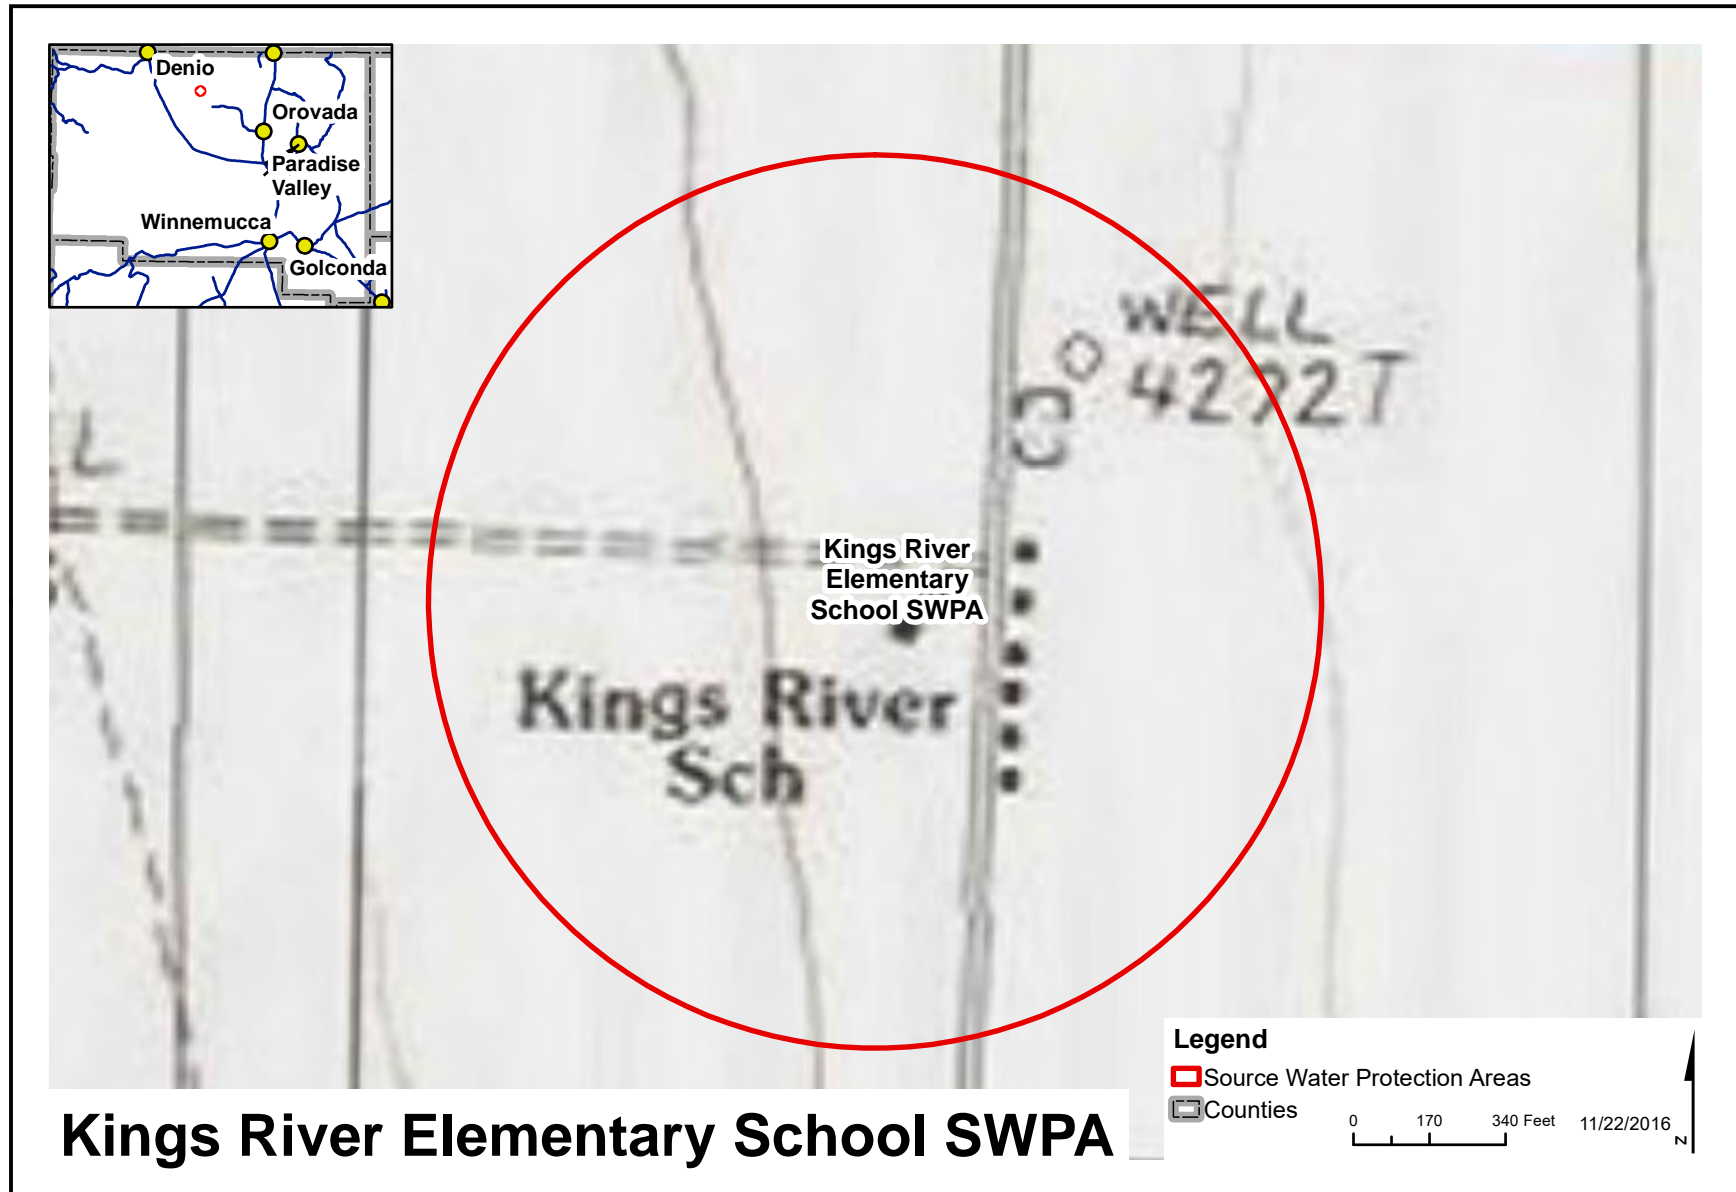 Denio
Orovada
Paradise
Valley
Winnemucca
Golconda
WELL
4292T
L
Kings River
Elementary
School SWPA
Kings River
Sch
Legend
Source Water Protection Areas
Counties
0 170 340 Feet
11/22/2016
N
Kings River Elementary School SWPA